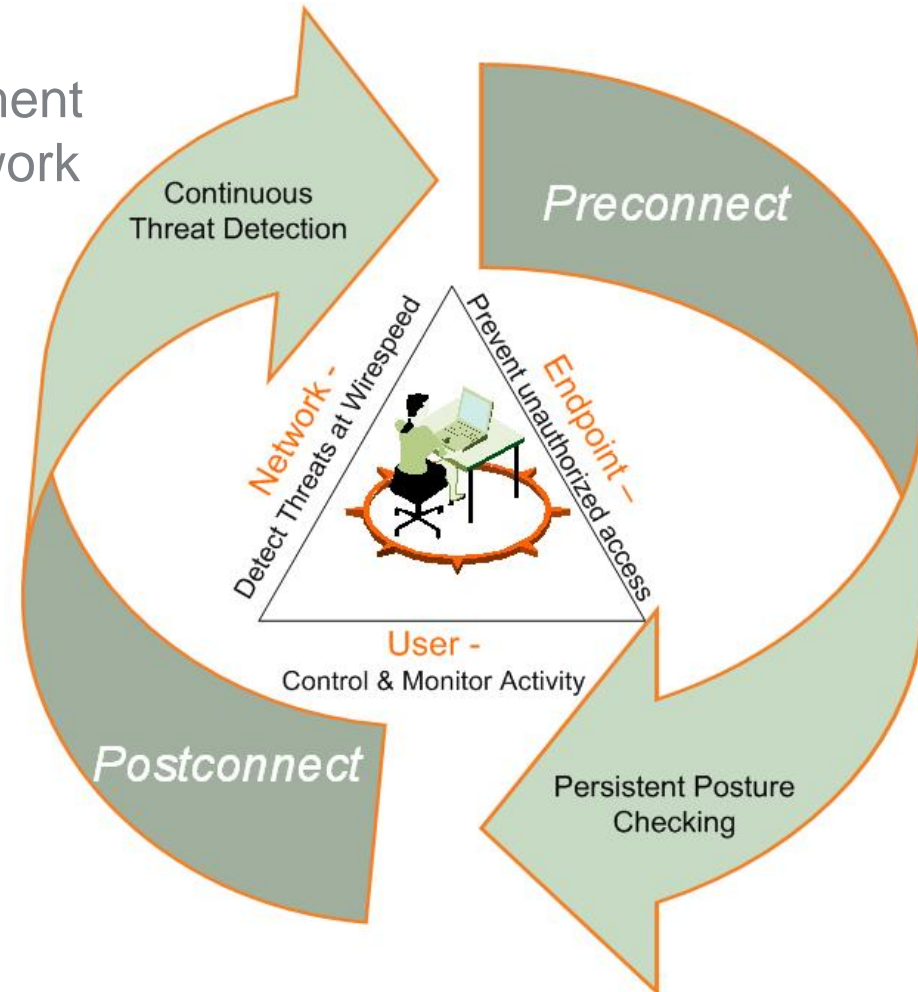 ment
work
Continuous
Threat Detection
Preconnect
Network -
Detect Threats at Wirespeed
Endpoint –
Prevent unauthorized access
User -
Control & Monitor Activity
Postconnect
Persistent Posture
Checking